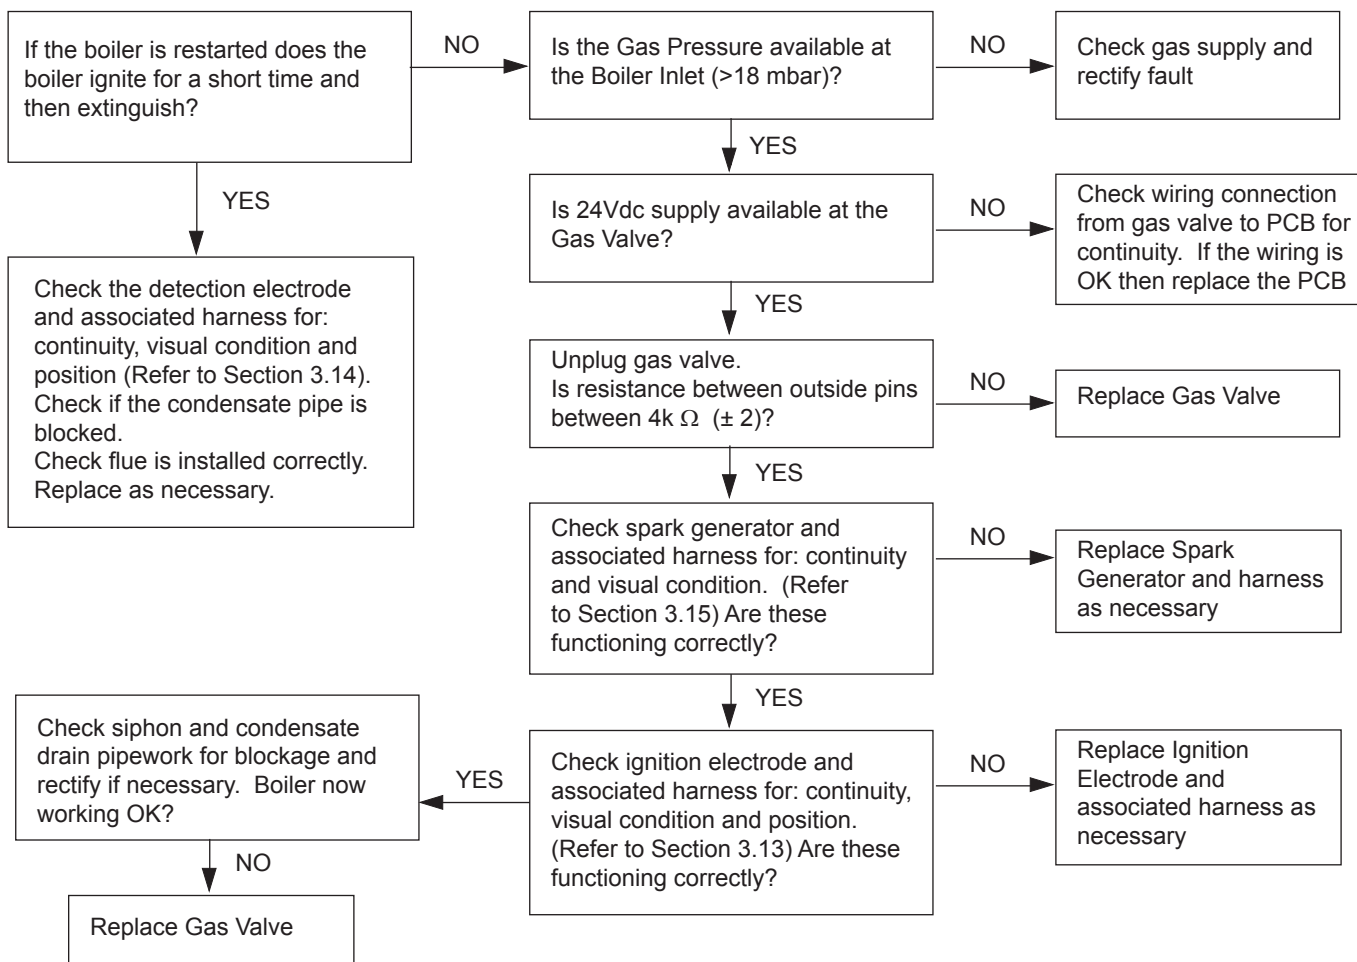 If the boiler is restarted does the
boiler ignite for a short time and
then extinguish?
NO
Is the Gas Pressure available at
the Boiler Inlet (>18 mbar)?
NO
Check gas supply and
rectify fault
YES
YES
Is 24Vdc supply available at the
Gas Valve?
NO
Check wiring connection
from gas valve to PCB for
continuity.  If the wiring is
OK then replace the PCB
Check the detection electrode
and associated harness for:
continuity, visual condition and
position (Refer to Section 3.14).
Check if the condensate pipe is
blocked.
Check flue is installed correctly.
Replace as necessary.
YES
Unplug gas valve.
Is resistance between outside pins
between 4k Ω  (± 2)?
NO
Replace Gas Valve
YES
Check spark generator and
associated harness for: continuity
and visual condition.  (Refer
to Section 3.15) Are these
functioning correctly?
NO
Replace Spark
Generator and harness
as necessary
YES
Check ignition electrode and
associated harness for: continuity,
visual condition and position.
(Refer to Section 3.13) Are these
functioning correctly?
NO
Replace Ignition
Electrode and
associated harness as
necessary
YES
Check siphon and condensate
drain pipework for blockage and
rectify if necessary.  Boiler now
working OK?
NO
Replace Gas Valve